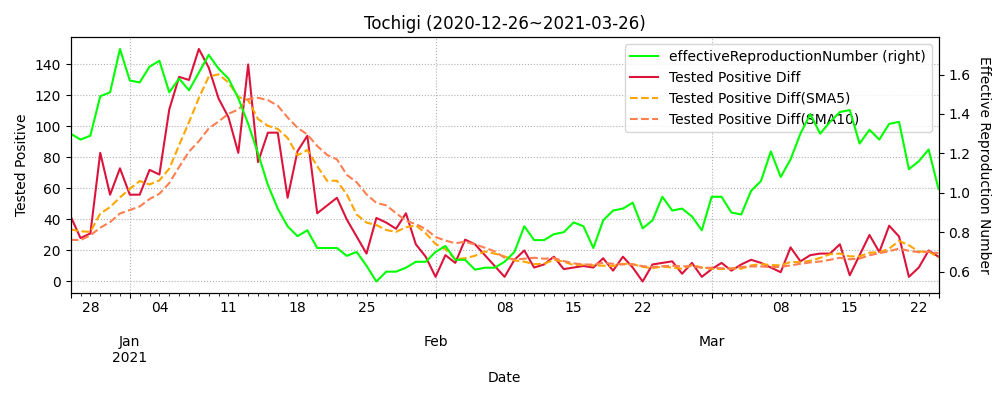 Tochigi (2020-12-26~2021-03-26)
effectiveReproductionNumber (right)
Tested Positive Diff
Tested Positive Diff(SMA5)
Tested Positive Diff(SMA10)
Tested Positive
140
120
100
80
60
40
20
0
1.6
1.4
1.2
1.0
0.8
0.6
Effective Reproduction Number
28 04 11 18 25 08 15 22 08 15 22
Jan Feb Mar
2021
Date